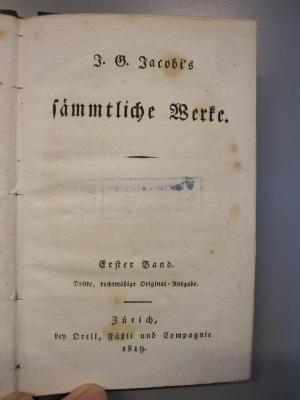 J. G. Jacobi's
sämmtliche Werke.
Erster Band.
Dritte, rechtmäßige Original-Ausgabe.
Zürich,
bey Orell, Füßli und Compagnie
1819.